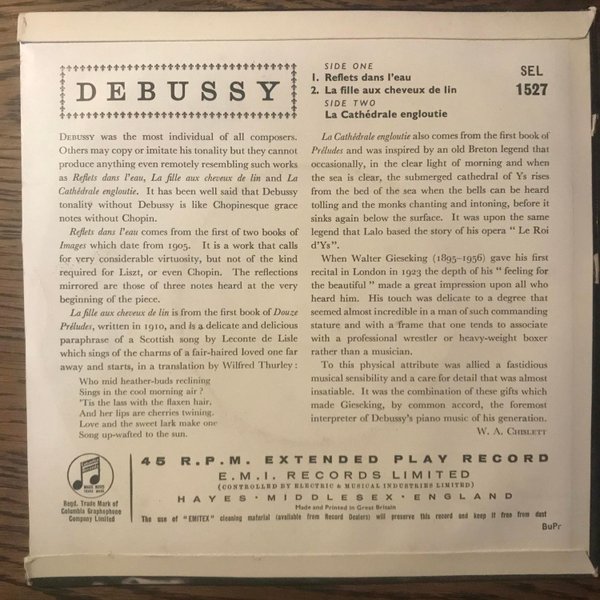 DEBUSSY
SIDE ONE
1. Reflets dans l'eau
2. La fille aux cheveux de lin
SIDE TWO
La Cathédrale engloutie
SEL
1527
DEBUSSY was the most individual of all composers.
Others may copy or imitate his tonality but they cannot
produce anything even remotely resembling such works
as Reflets dans l'eau, La fille aux cheveux de lin and La
Cathédrale engloutie. It has been well said that Debussy
tonality without Debussy is like Chopinesque grace
notes without Chopin.
Reflets dans l'eau comes from the first of two books of
Images which date from 1905. It is a work that calls
for very considerable virtuosity, but not of the kind
required for Liszt, or even Chopin. The reflections
mirrored are those of three notes heard at the very
beginning of the piece.
La fille aux cheveux de lin is from the first book of Douze
Préludes, written in 1910, and is a delicate and delicious
paraphrase of a Scottish song by Leconte de Lisle
which sings of the charms of a fair-haired loved one far
away and starts, in a translation by Wilfred Thurley :
Who mid heather-buds reclining
Sings in the cool morning air ?
'Tis the lass with the flaxen hair,
And her lips are cherries twining.
Love and the sweet lark make one
Song up-wafted to the sun.
La Cathédrale engloutie also comes from the first book of
Préludes and was inspired by an old Breton legend that
occasionally, in the clear light of morning and when
the sea is clear, the submerged cathedral of Ys rises
from the bed of the sea when the bells can be heard
tolling and the monks chanting and intoning, before it
sinks again below the surface. It was upon the same
legend that Lalo based the story of his opera " Le Roi
d'Ys".
When Walter Gieseking (1895-1956) gave his first
recital in London in 1923 the depth of his " feeling for
the beautiful " made a great impression upon all who
heard him. His touch was delicate to a degree that
seemed almost incredible in a man of such commanding
stature and with a frame that one tends to associate
with a professional wrestler or heavy-weight boxer
rather than a musician.
To this physical attribute was allied a fastidious
musical sensibility and a care for detail that was almost
insatiable. It was the combination of these gifts which
made Gieseking, by common accord, the foremost
interpreter of Debussy's piano music of his generation.
W. A. CHISLETT
45 R.P.M. EXTENDED PLAY RECORD
E.M.I. RECORDS LIMITED
(CONTROLLED BY ELECTRIC & MUSICAL INDUSTRIES LIMITED)
HAYES · MIDDLESEX · ENGLAND
Made and Printed in Great Britain
MAGIC NOTES
TRADE MARK
Regd. Trade Mark of
Columbia Graphophone
Company Limited
The use of "EMITEX" cleaning material (available from Record Dealers) will preserve this record and keep it free from dust
BuPr